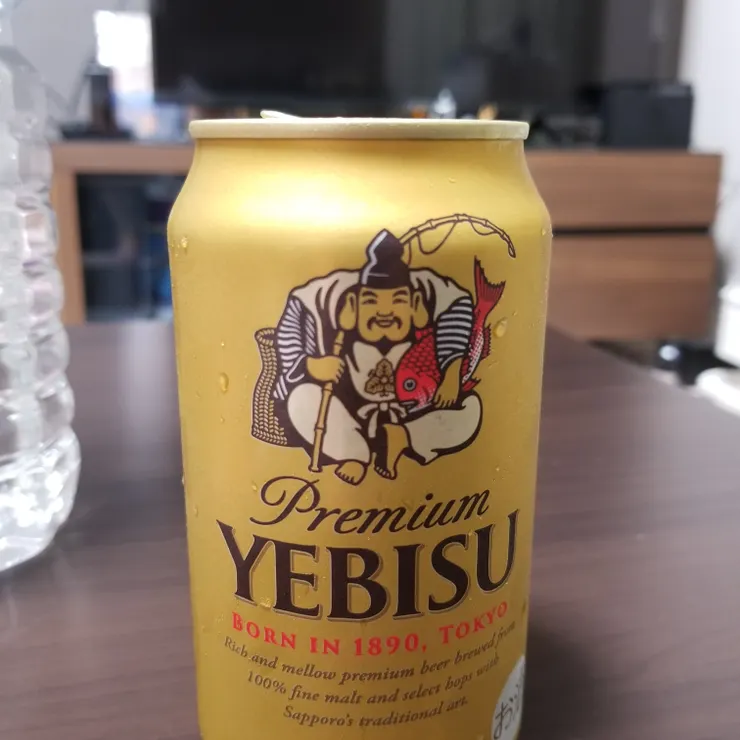 Premium
YEBISU
BORN IN 1890, TOKYO
Rich and mellow premium beer brewed from
100% fine malt and select hops with
Sapporo's traditional art.